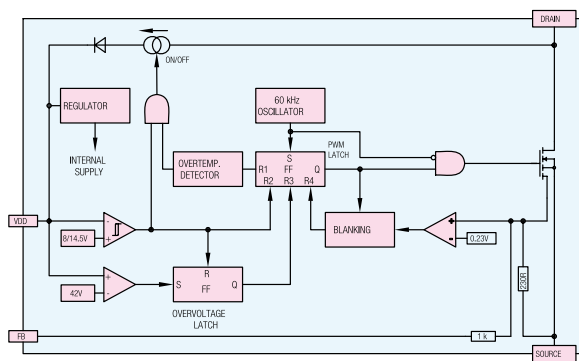 DRAIN
ON/OFF
REGULATOR
60 kHz
OSCILLATOR
PWM
LATCH
INTERNAL
SUPPLY
OVERTEMP.
DETECTOR
S
R1 FF Q
R2 R3 R4
BLANKING
VDD
-
8/14.5V +
+
-
0.23V
230R
R
S FF Q
+
42V -
OVERVOLTAGE
LATCH
FB
1 k
SOURCE